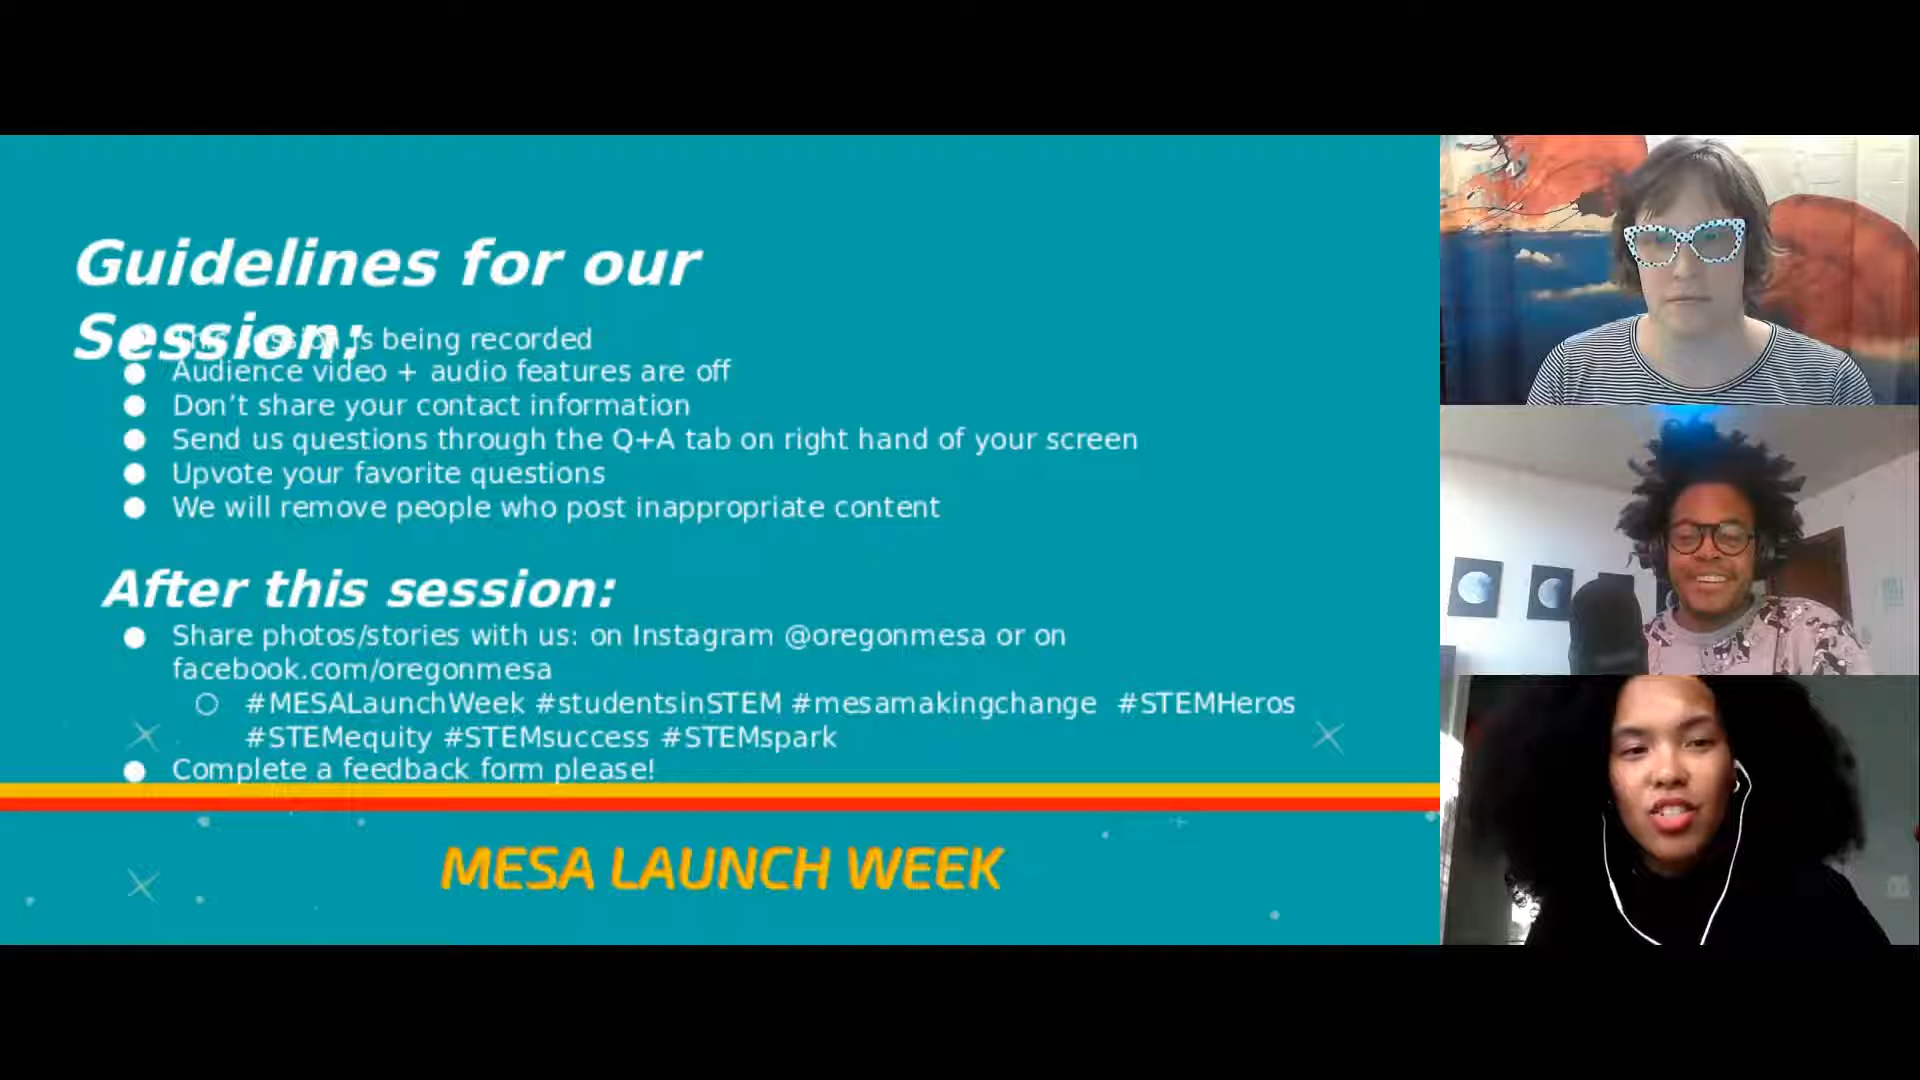 Guidelines for our
Session:
This session is being recorded
Audience video + audio features are off
Don’t share your contact information
Send us questions through the Q+A tab on right hand of your screen
Upvote your favorite questions
We will remove people who post inappropriate content
After this session:
Share photos/stories with us: on Instagram @oregonmesa or on
facebook.com/oregonmesa
#MESALaunchWeek #studentsinSTEM #mesamakingchange #STEMHeros
#STEMequity #STEMsuccess #STEMspark
Complete a feedback form please!
MESA LAUNCH WEEK